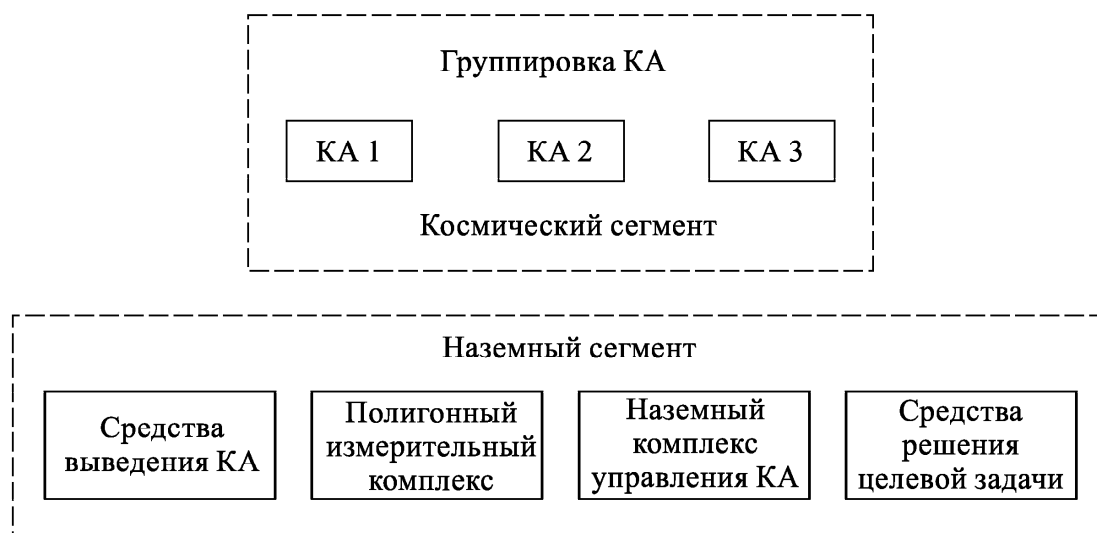 Группировка КА
КА 1
КА 2
КА 3
Космический сегмент
Наземный сегмент
Средства
выведения КА
Полигонный
измерительный
комплекс
Наземный
комплекс
управления КА
Средства
решения
целевой задачи